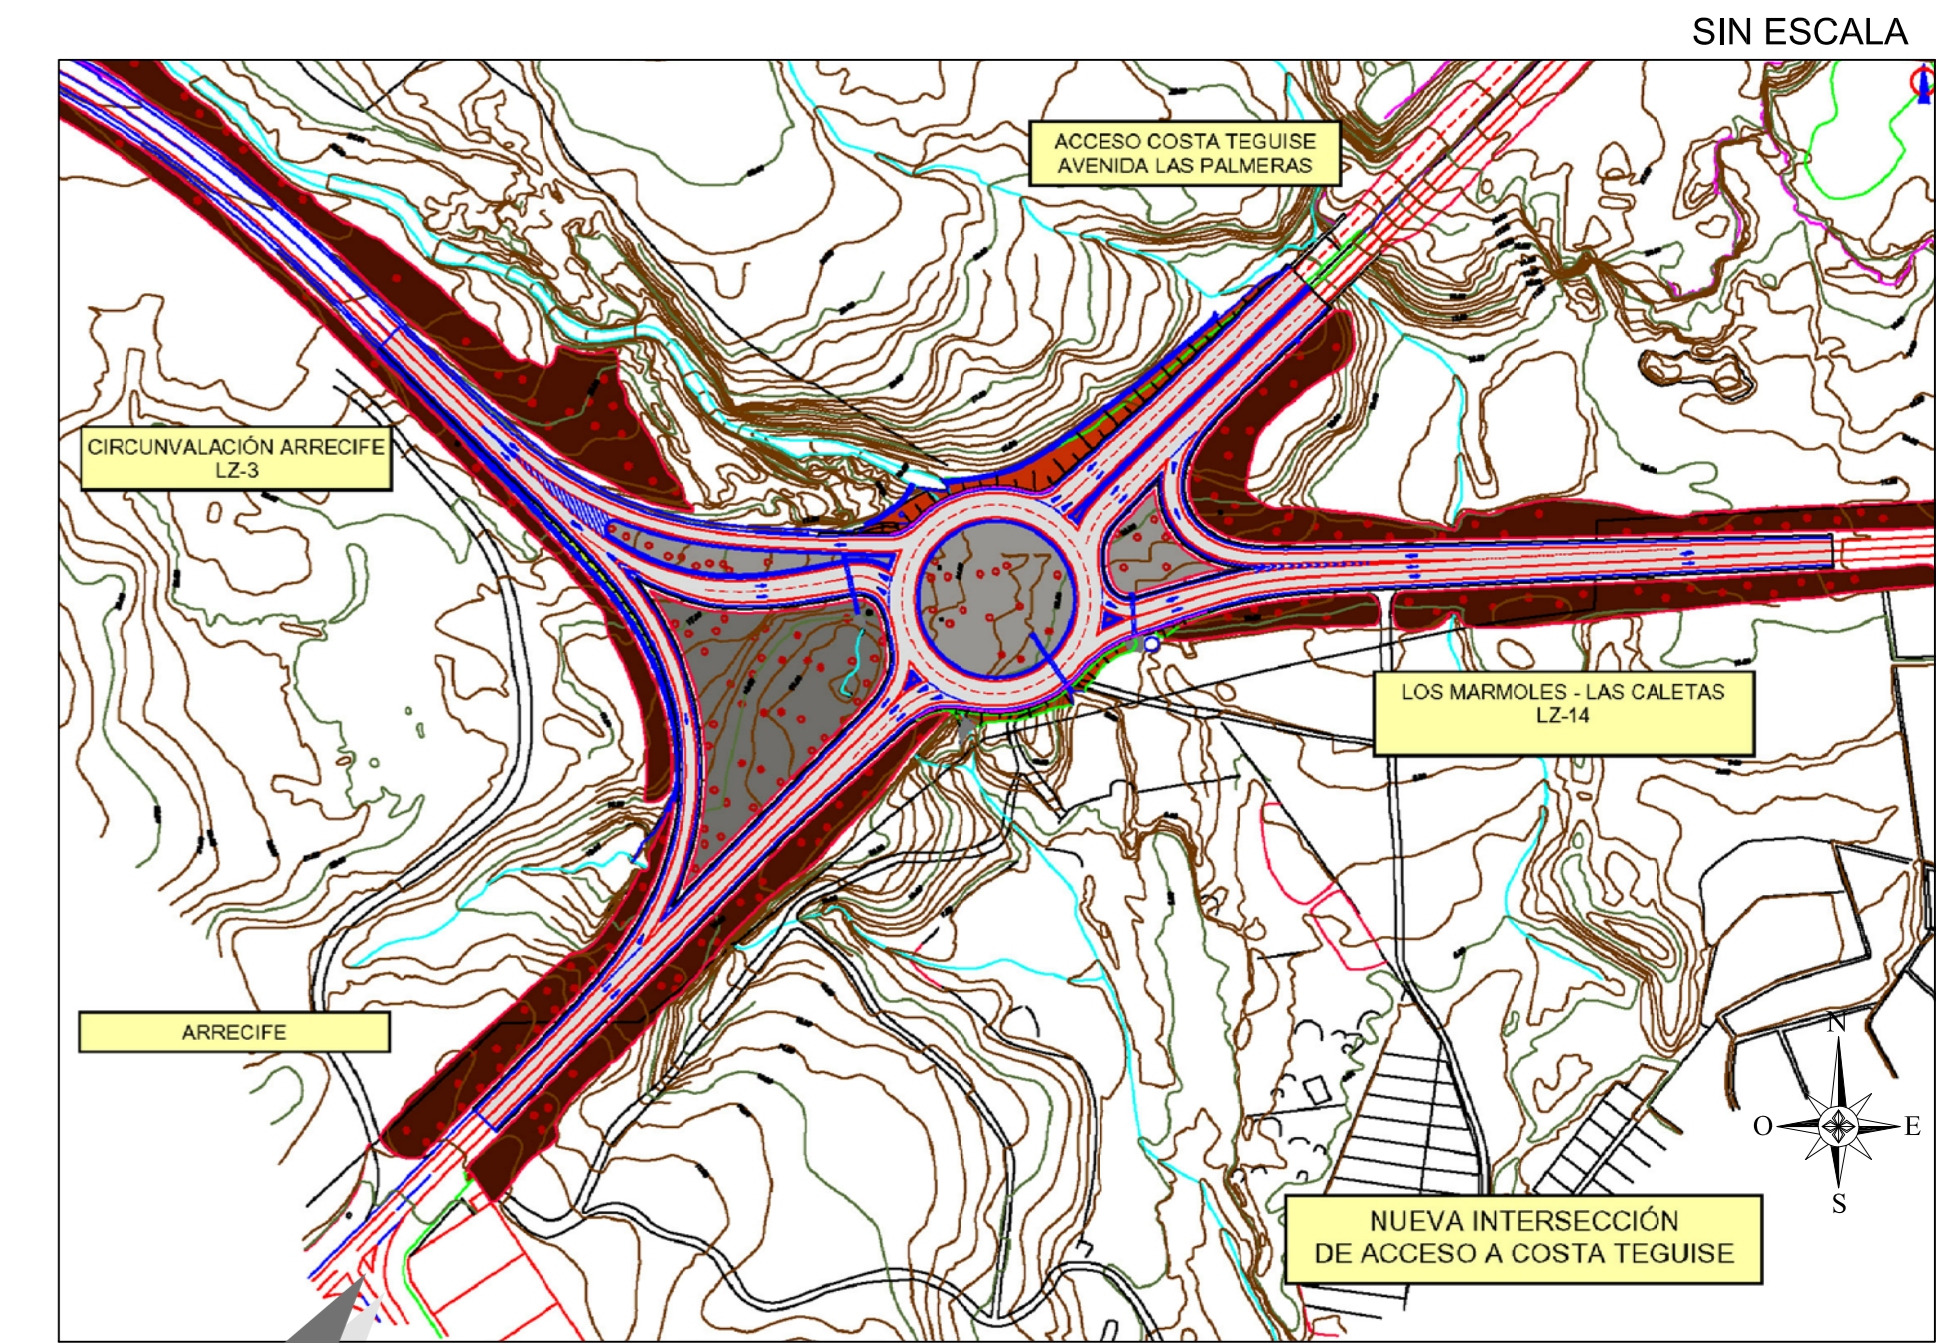 SIN ESCALA
ACCESO COSTA TEGUISE
AVENIDA LAS PALMERAS
CIRCUNVALACIÓN ARRECIFE
LZ-3
LOS MARMOLES - LAS CALETAS
LZ-14
ARRECIFE
N
O
E
S
NUEVA INTERSECCIÓN
DE ACCESO A COSTA TEGUISE